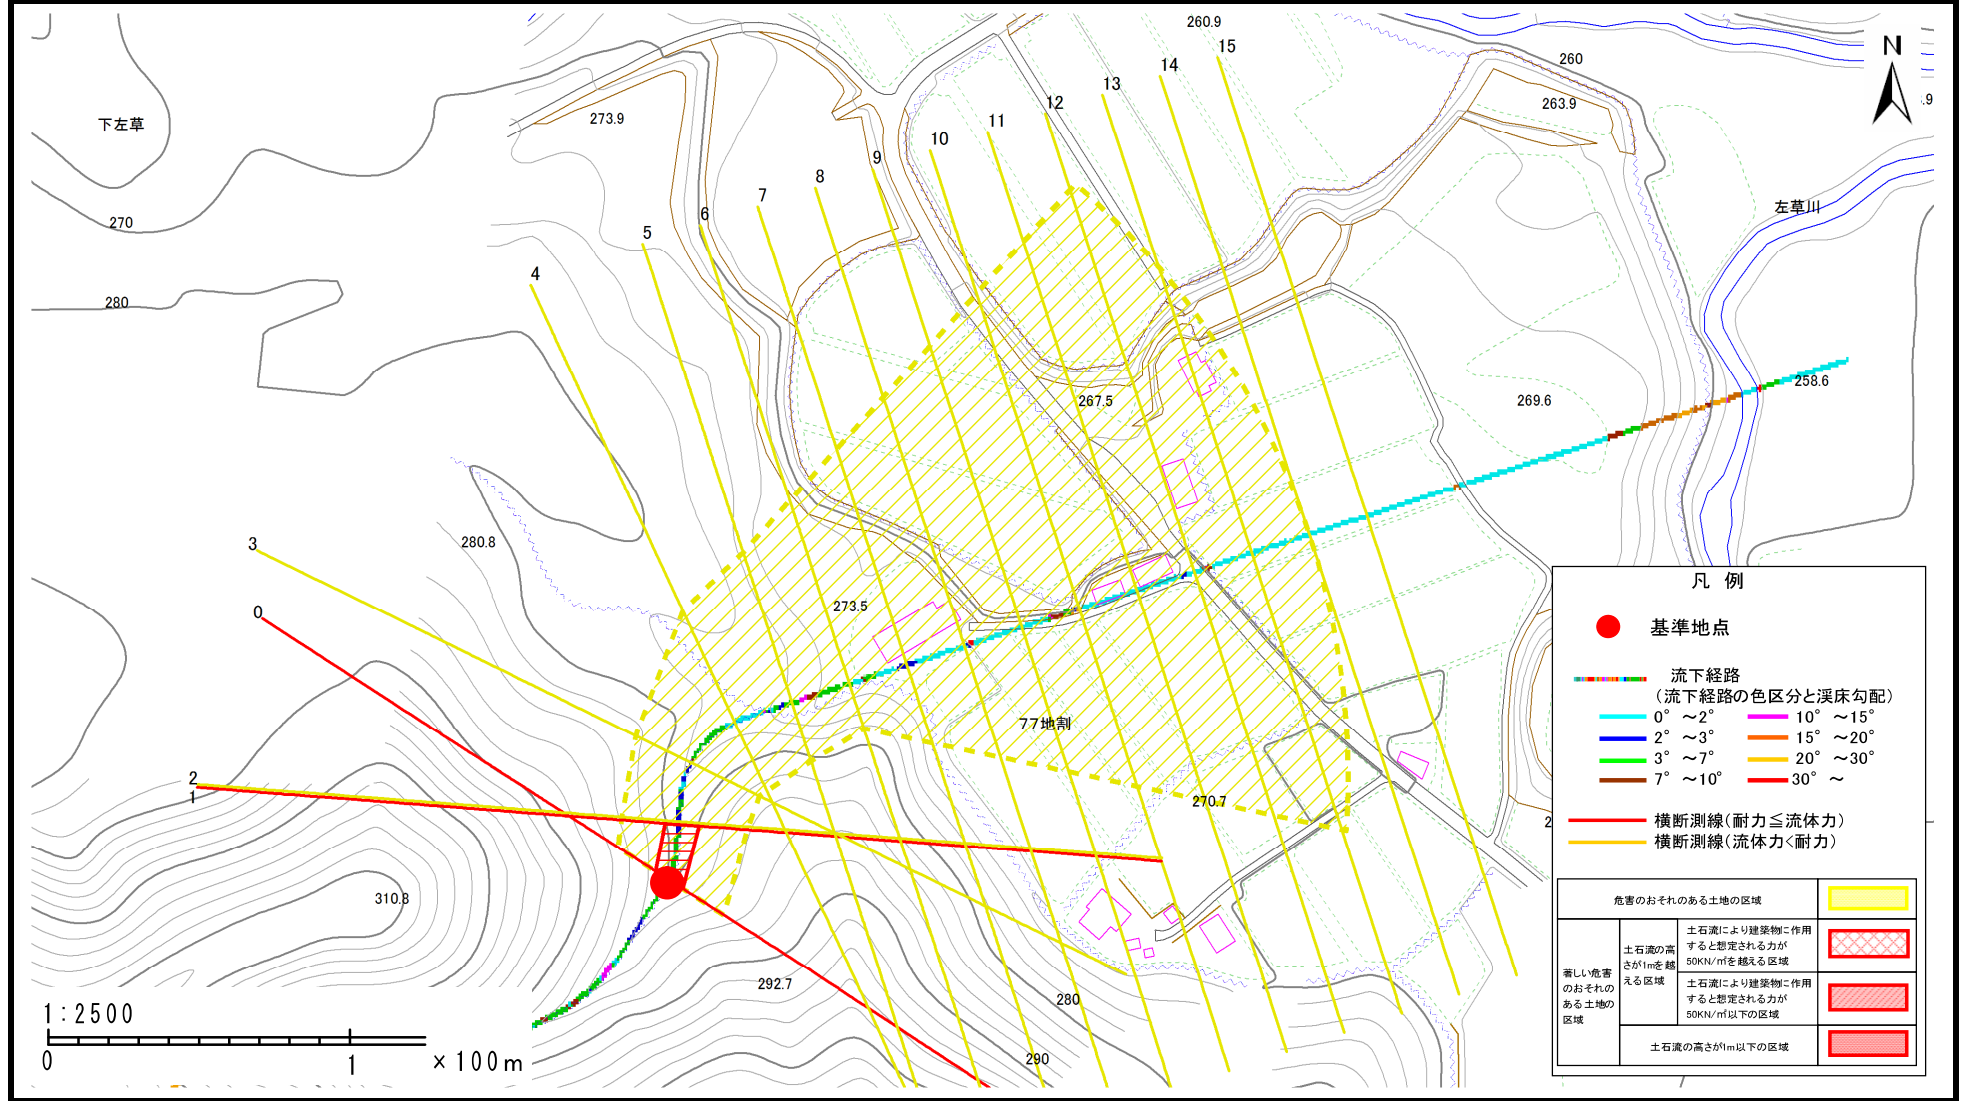 下左草
270
280
273.9
260.9
260
263.9
.9
N
左草川
4
5
6
7
8
9
10
11
12
13
14
15
267.5
269.6
258.6
3
280.8
0
273.5
77地割
2
1
270.7
310.8
292.7
280
290
2
1:2500
0
1
×100m
凡 例
基準地点
流下経路
(流下経路の色区分と渓床勾配)
0° ~2° 10° ~15°
2° ~3° 15° ~20°
3° ~7° 20° ~30°
7° ~10° 30° ~
横断測線(耐力≦流体力)
横断測線(流体力<耐力)
危害のおそれのある土地の区域
著しい危害
のおそれの
ある土地の
区域
土石流の高
さが1mを越
える区域
土石流により建築物に作用
すると想定される力が
50KN/㎡を越える区域
土石流により建築物に作用
すると想定される力が
50KN/㎡以下の区域
土石流の高さが1m以下の区域